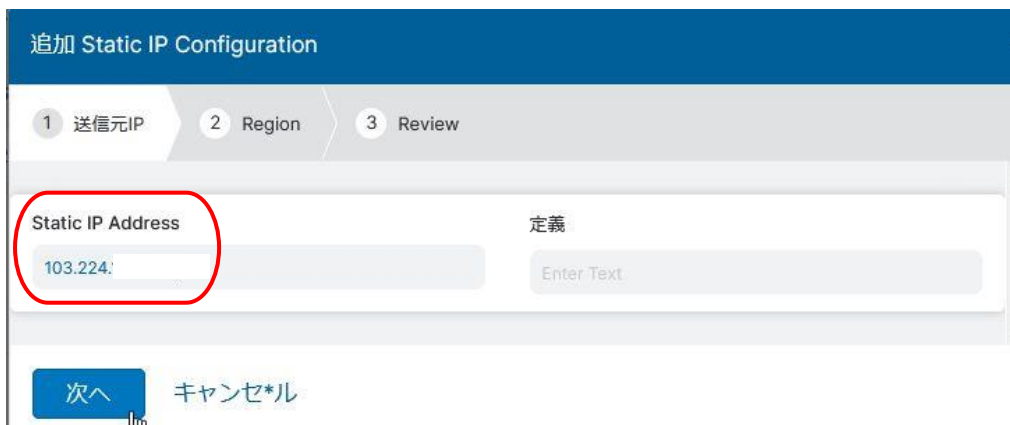 追加 Static IP Configuration
1 送信元IP 2 Region 3 Review
Static IP Address 定義
103.224. Enter Text
次へ キャンセ*ル